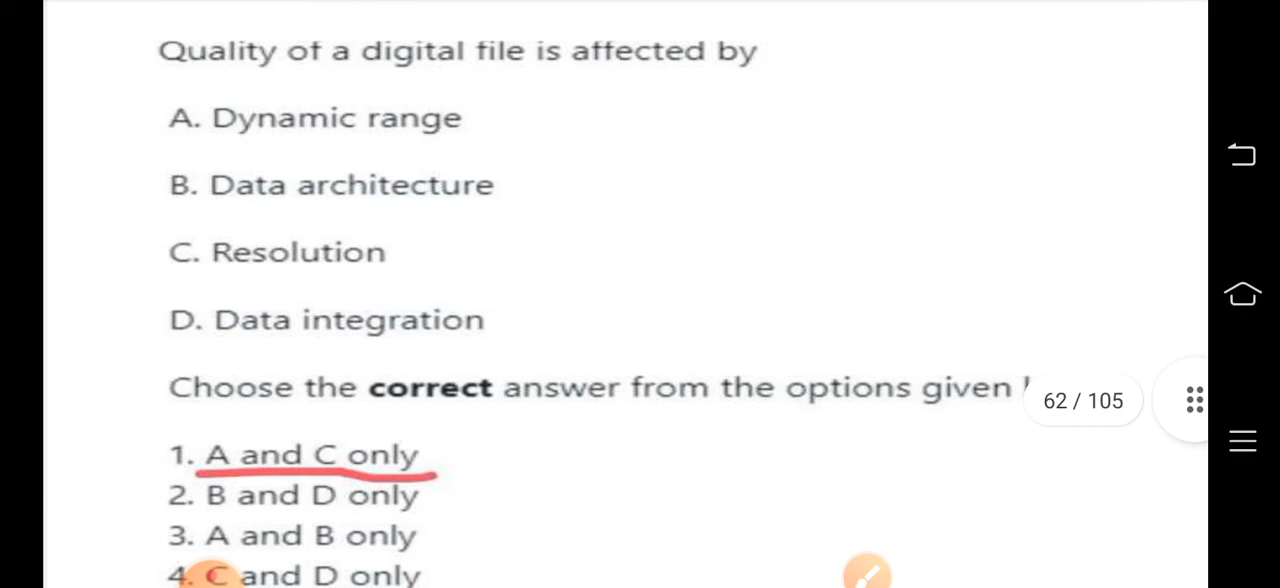 Quality of a digital file is affected by
A. Dynamic range
B. Data architecture
C. Resolution
D. Data integration
Choose the correct answer from the options given
62 / 105
1. A and C only
2. B and D only
3. A and B only
4. C and D only